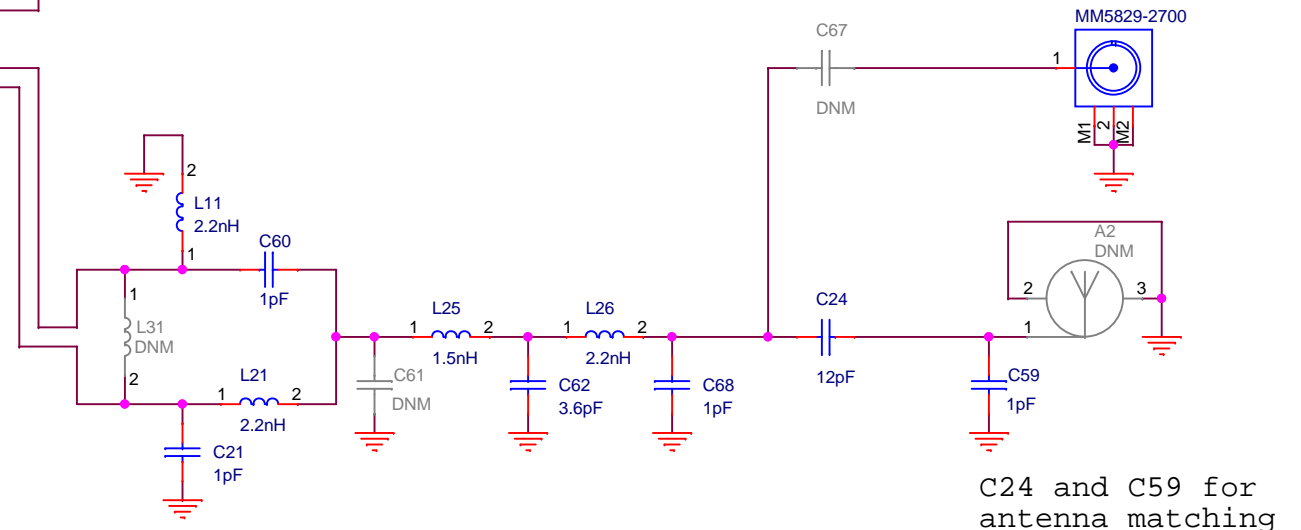 MM5829-2700
C67
1
DNM
M1
2
M2
2
L11
2.2nH
1
C60
1pF
A2
DNM
2
3
1
L31
DNM
2
L25
1
2
1.5nH
L26
1
2
2.2nH
C24
12pF
1
C61
DNM
C62
3.6pF
C68
1pF
C59
1pF
L21
1
2
2.2nH
C21
1pF
C24 and C59 for
antenna matching